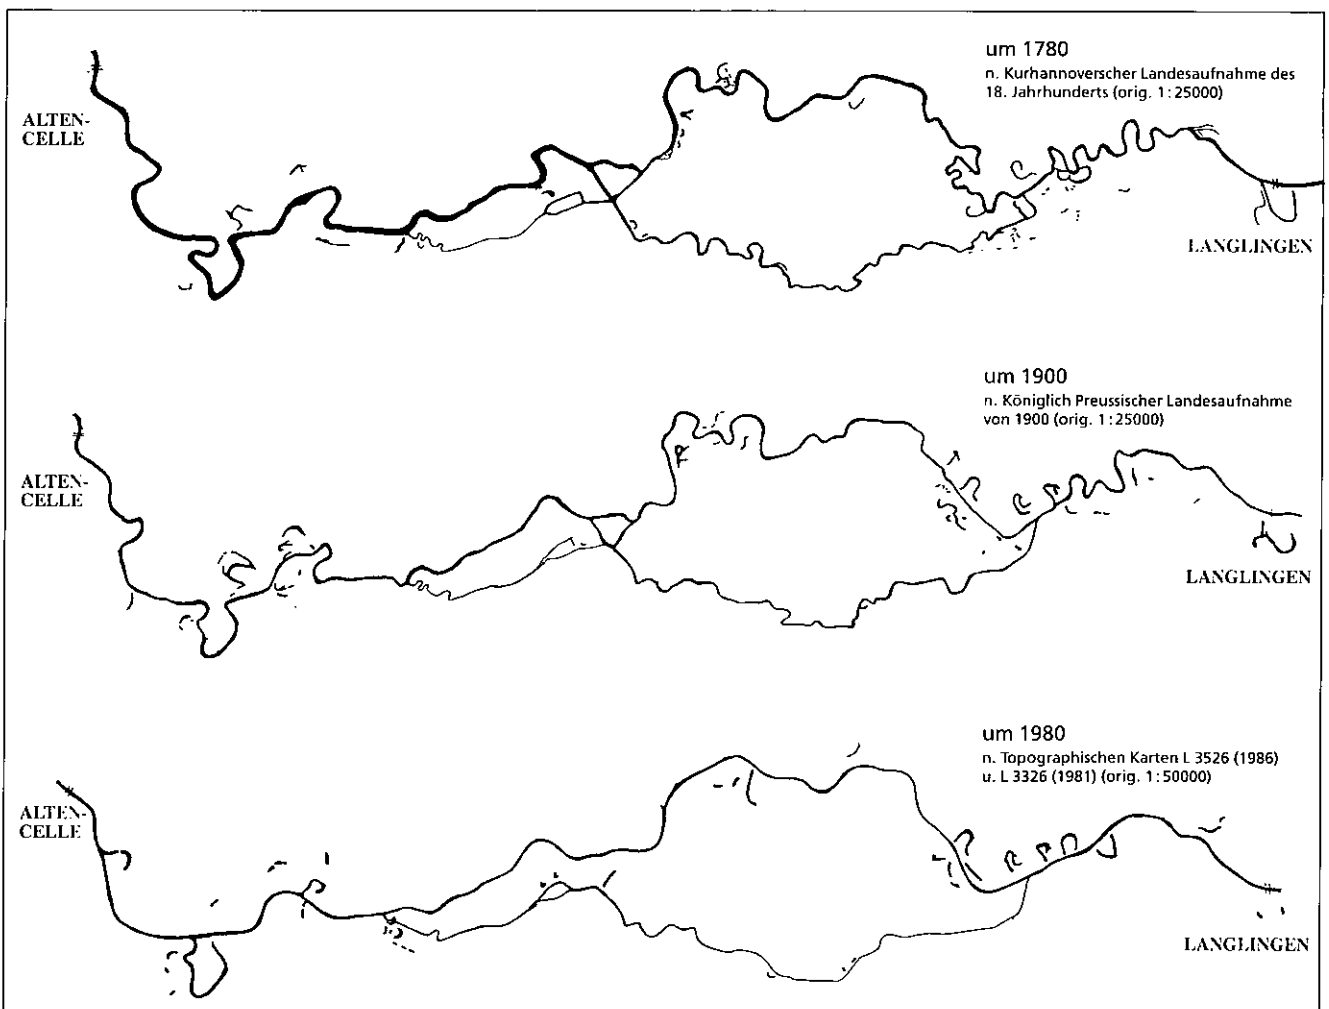 um 1780
n. Kurhannoverscher Landesaufnahme des
18. Jahrhunderts (orig. 1:25000)
ALTEN-
CELLE
LANGLINGEN
um 1900
n. Königlich Preussischer Landesaufnahme
von 1900 (orig. 1:25000)
ALTEN-
CELLE
LANGLINGEN
um 1980
n. Topographischen Karten L 3526 (1986)
u. L 3326 (1981) (orig. 1:50000)
ALTEN-
CELLE
LANGLINGEN